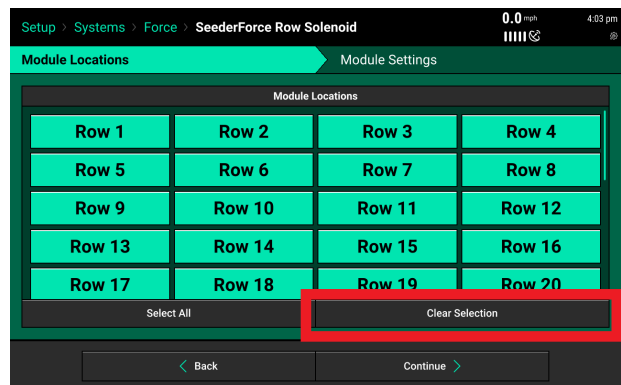 Setup > Systems > Force > SeederForce Row Solenoid 0.0 mph 4:03 pm
Module Locations Module Settings
Module Locations
Row 1 Row 2 Row 3 Row 4
Row 5 Row 6 Row 7 Row 8
Row 9 Row 10 Row 11 Row 12
Row 13 Row 14 Row 15 Row 16
Row 17 Row 18 Row 19 Row 20
Select All Clear Selection
< Back Continue >